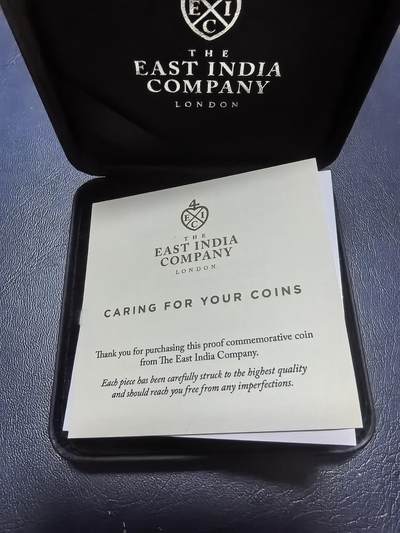 E I
C
THE
EAST INDIA
COMPANY
LONDON
4
E I
C
THE
EAST INDIA
COMPANY
LONDON
CARING FOR YOUR COINS
Thank you for purchasing this proof commemorative coin
from The East India Company.
Each piece has been carefully struck to the highest quality
and should reach you free from any imperfections.